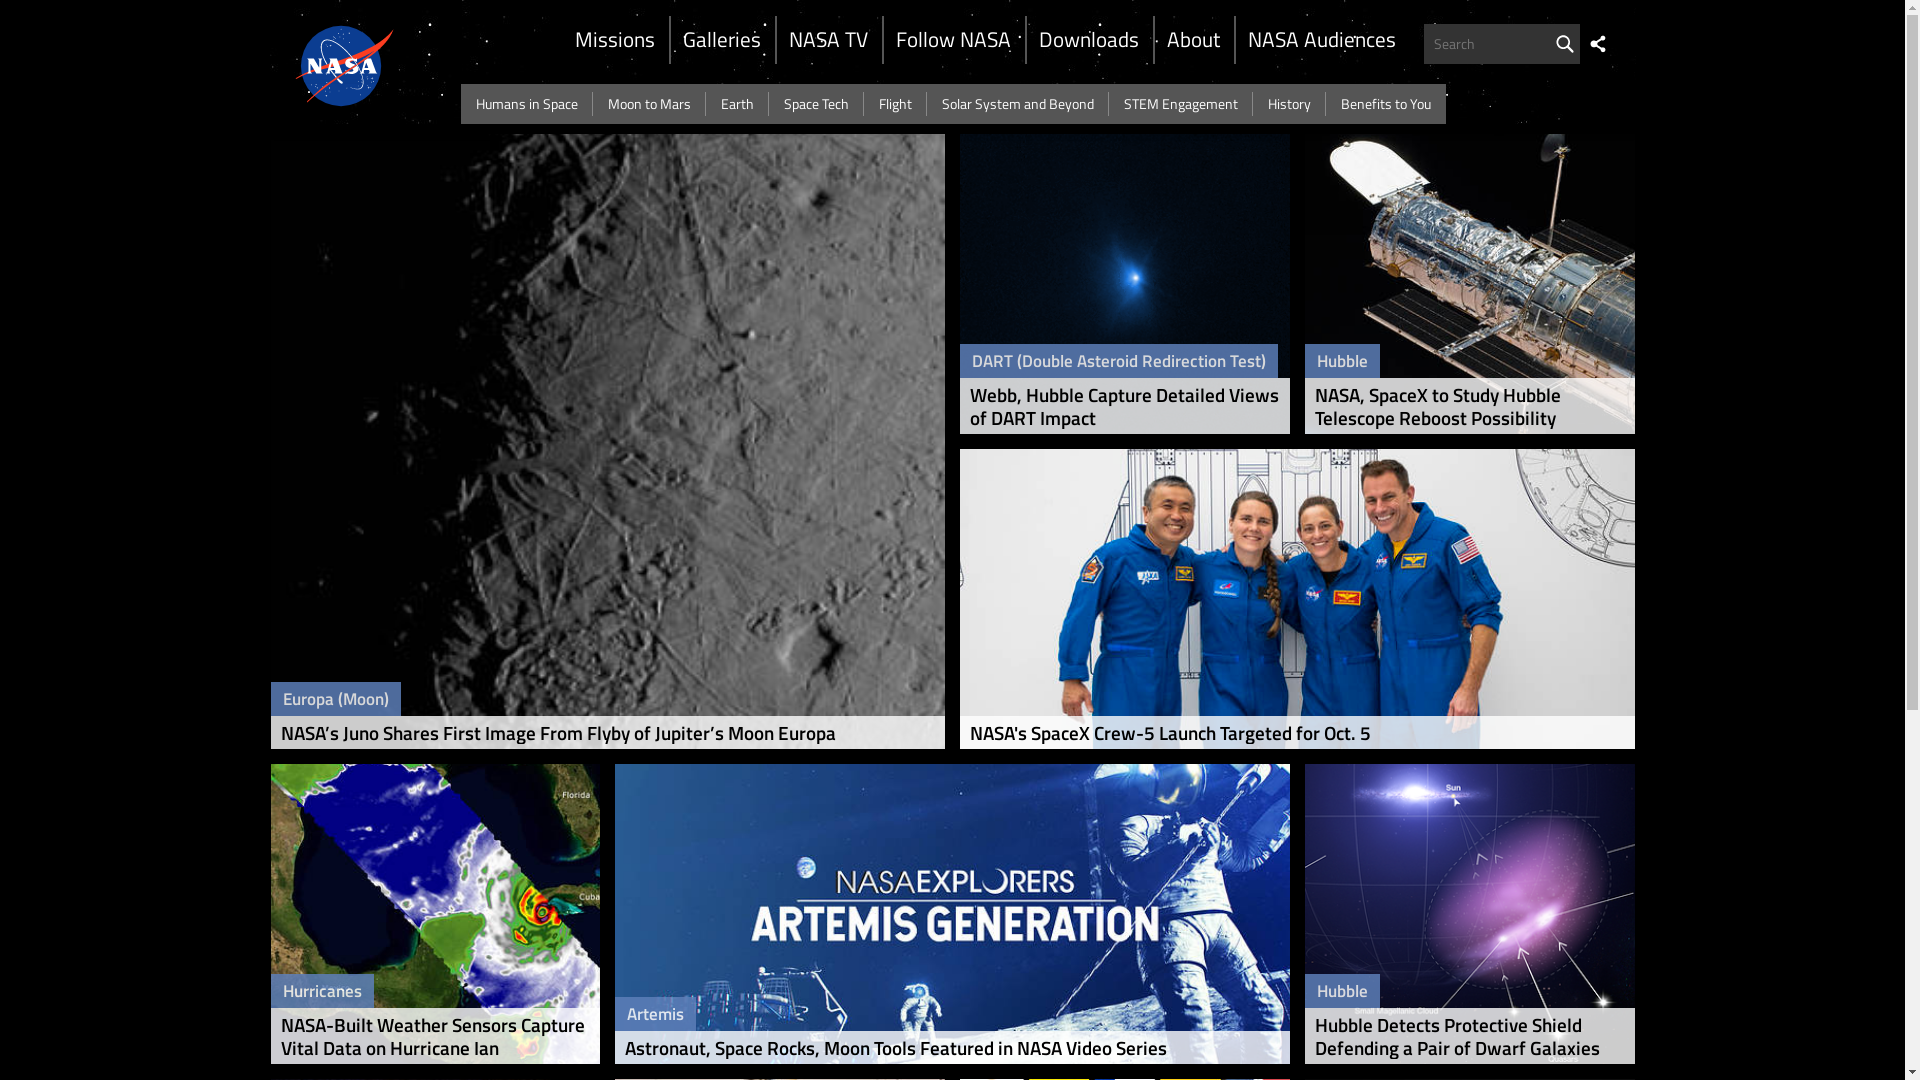 NASA
Missions
Galleries
NASA TV
Follow NASA
Downloads
About
NASA Audiences
Search
Humans in Space
Moon to Mars
Earth
Space Tech
Flight
Solar System and Beyond
STEM Engagement
History
Benefits to You
Europa (Moon)
NASA’s Juno Shares First Image From Flyby of Jupiter’s Moon Europa
DART (Double Asteroid Redirection Test)
Webb, Hubble Capture Detailed Views
of DART Impact
Hubble
NASA, SpaceX to Study Hubble
Telescope Reboost Possibility
NASA's SpaceX Crew-5 Launch Targeted for Oct. 5
Florida
Cuba
Hurricanes
NASA-Built Weather Sensors Capture
Vital Data on Hurricane Ian
NASAEXPLORERS
ARTEMIS GENERATION
Artemis
Astronaut, Space Rocks, Moon Tools Featured in NASA Video Series
Sun
Small Magellanic Cloud
Hubble
Hubble Detects Protective Shield
Defending a Pair of Dwarf Galaxies